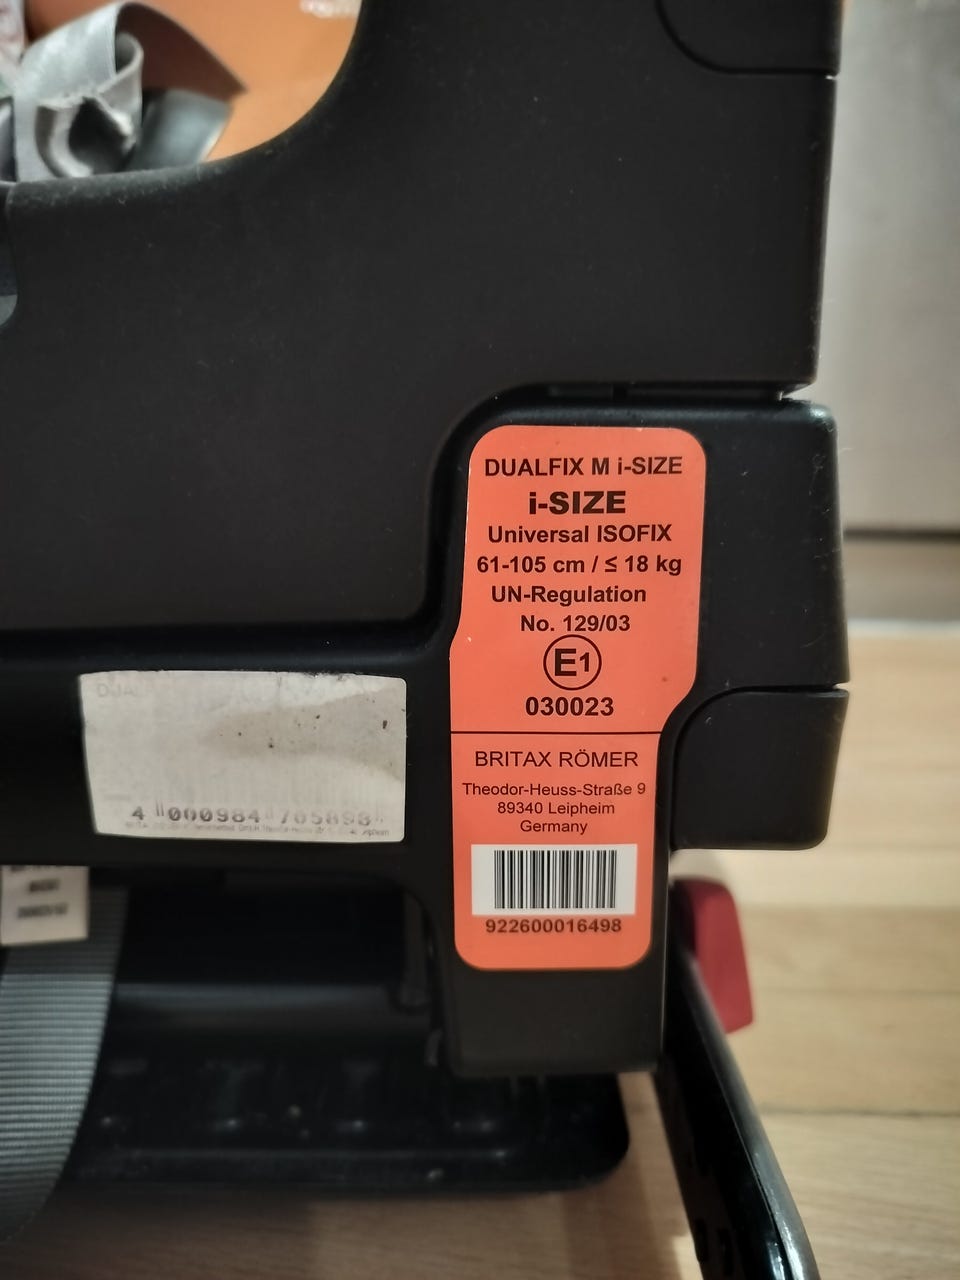 DUALFIX M i-SIZE
i-SIZE
Universal ISOFIX
61-105 cm / ≤ 18 kg
UN-Regulation
No. 129/03
E1
030023
BRITAX RÖMER
Theodor-Heuss-Straße 9
89340 Leipheim
Germany
922600016498
4 000984 765898